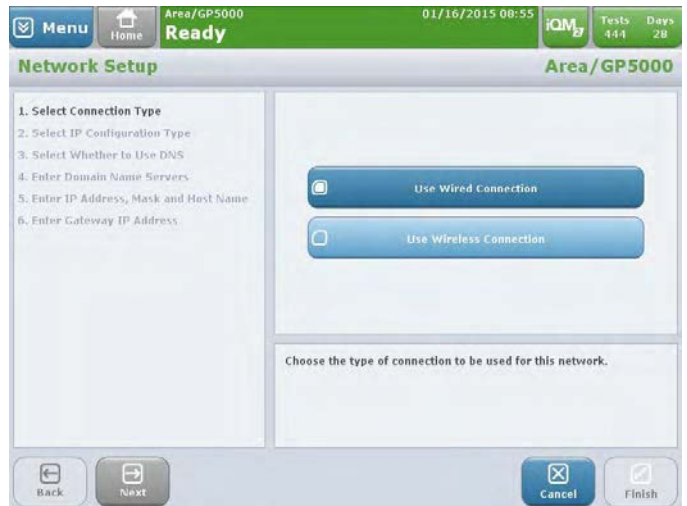 Menu
Home
Area/GP5000
Ready
01/16/2015 08:55
iQM2
Tests Days
444 28
Network Setup
Area/GP5000
1. Select Connection Type
2. Select IP Configuration Type
3. Select Whether to Use DNS
4. Enter Domain Name Servers
5. Enter IP Address, Mask and Host Name
6. Enter Gateway IP Address
Use Wired Connection
Use Wireless Connection
Choose the type of connection to be used for this network.
Back
Next
Cancel
Finish